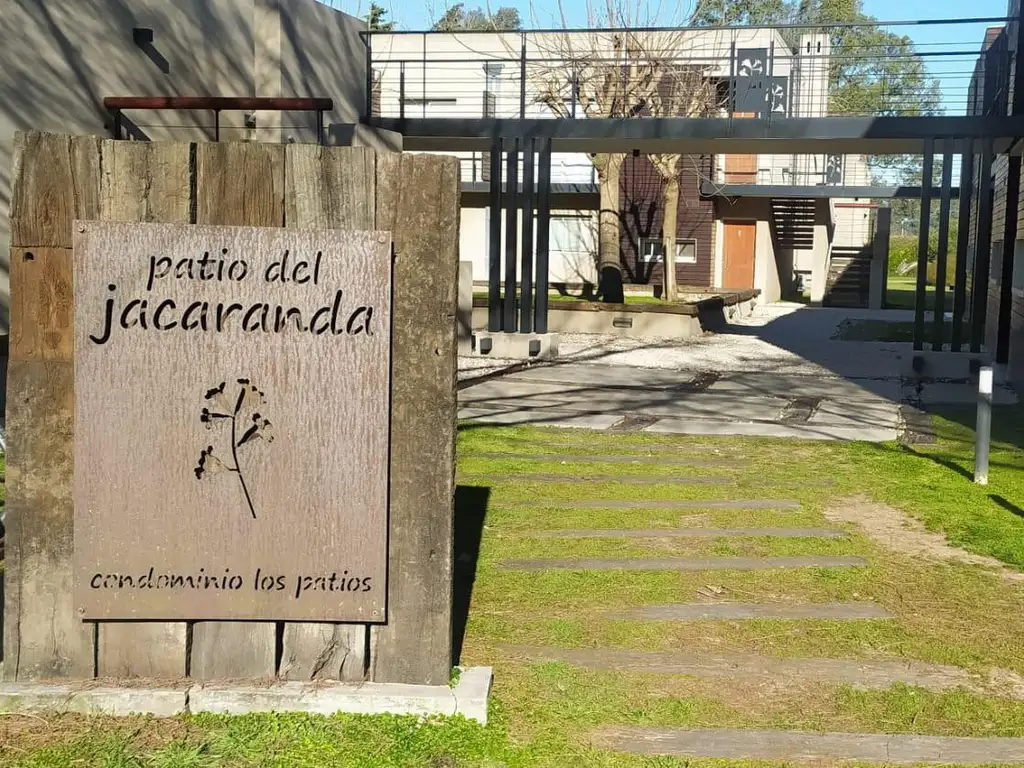 patio del
jacaranda
condominio los patios